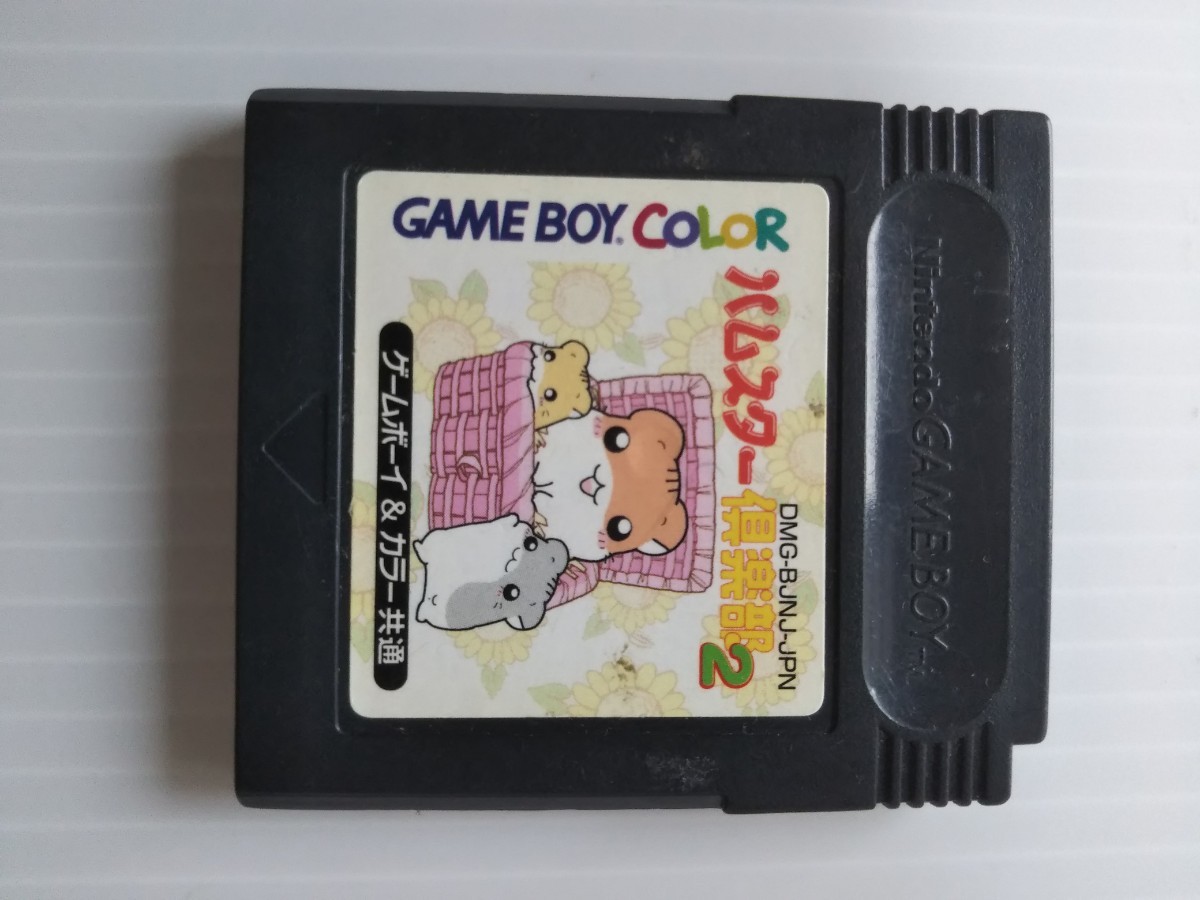 Nintendo GAME BOY™
GAME BOY® COLOR
DMG-BJNJ-JPN
ハムスター倶楽部2
ゲームボーイ & カラー共通